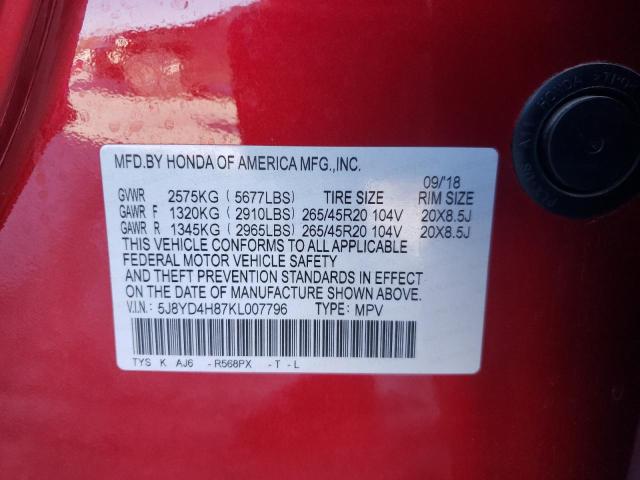 MFD.BY HONDA OF AMERICA MFG.,INC.
09/'18
GVWR 2575KG (5677LBS) TIRE SIZE RIM SIZE
GAWR F 1320KG (2910LBS) 265/45R20 104V 20X8.5J
GAWR R 1345KG (2965LBS) 265/45R20 104V 20X8.5J
THIS VEHICLE CONFORMS TO ALL APPLICABLE
FEDERAL MOTOR VEHICLE SAFETY
AND THEFT PREVENTION STANDARDS IN EFFECT
ON THE DATE OF MANUFACTURE SHOWN ABOVE.
V.I.N.: 5J8YD4H87KL007796 TYPE: MPV
TYS K AJ6 -R568PX -T -L
HONDA